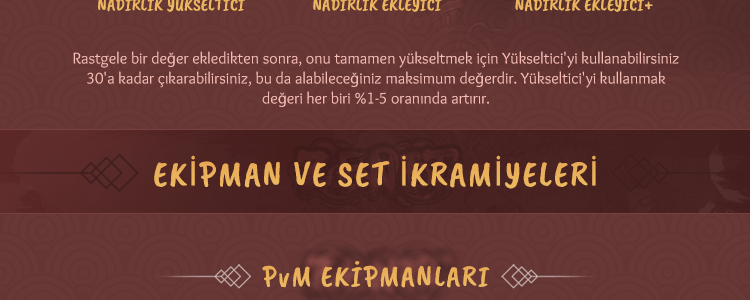 NADİRLİK YÜKSELTİCİ NADİRLİK EKLEYİCİ NADİRLİK EKLEYİCİ+
Rastgele bir değer ekledikten sonra, onu tamamen yükseltmek için Yükseltici'yi kullanabilirsiniz
30'a kadar çıkarabilirsiniz, bu da alabileceğiniz maksimum değerdir. Yükseltici'yi kullanmak
değeri her biri %1-5 oranında artırır.
EKİPMAN VE SET İKRAMİYELERİ
PvM EKİPMANLARI